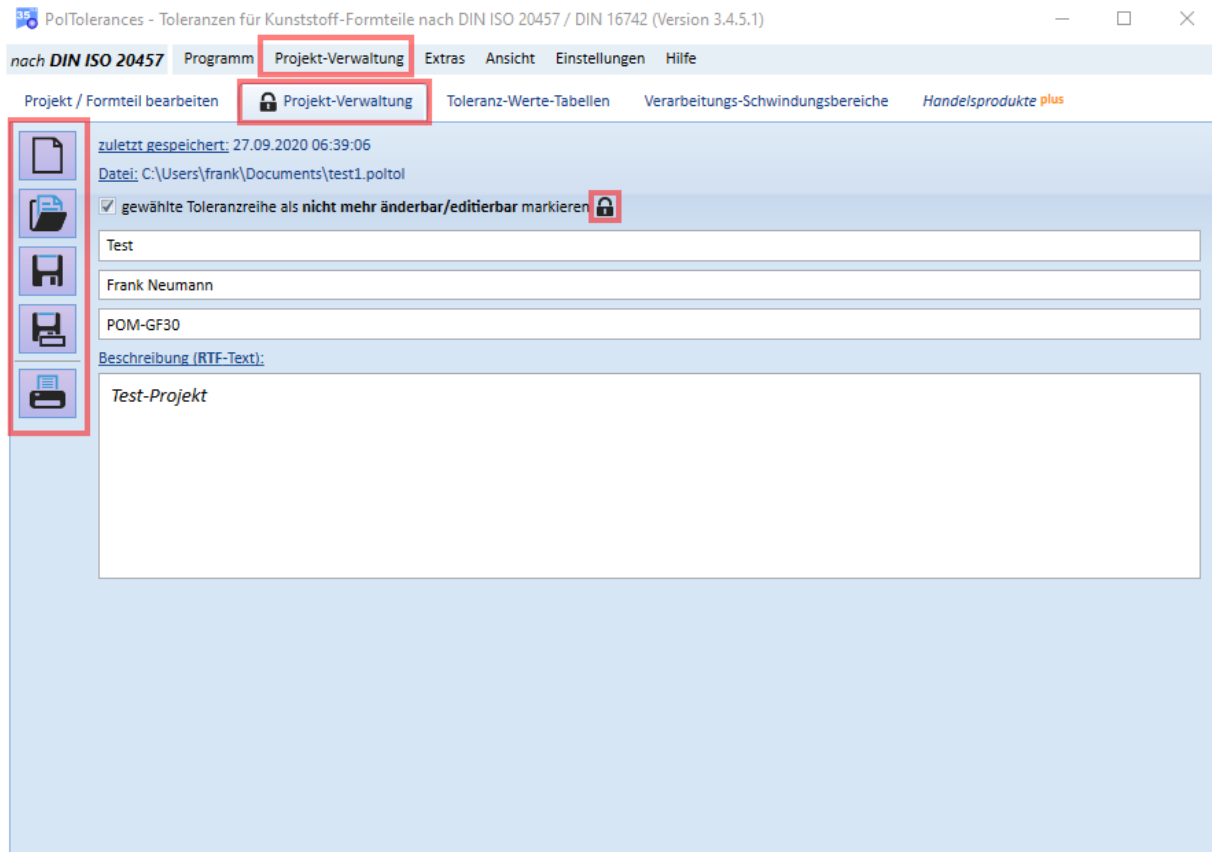 PolTolerances - Toleranzen für Kunststoff-Formteile nach DIN ISO 20457 / DIN 16742 (Version 3.4.5.1)
nach DIN ISO 20457 Programm Projekt-Verwaltung Extras Ansicht Einstellungen Hilfe
Projekt / Formteil bearbeiten Projekt-Verwaltung Toleranz-Werte-Tabellen Verarbeitungs-Schwindungsbereiche Handelsprodukte plus
zuletzt gespeichert: 27.09.2020 06:39:06
Datei: C:\Users\frank\Documents\test1.poltol
gewählte Toleranzreihe als nicht mehr änderbar/editierbar markieren
Test
Frank Neumann
POM-GF30
Beschreibung (RTF-Text):
Test-Projekt